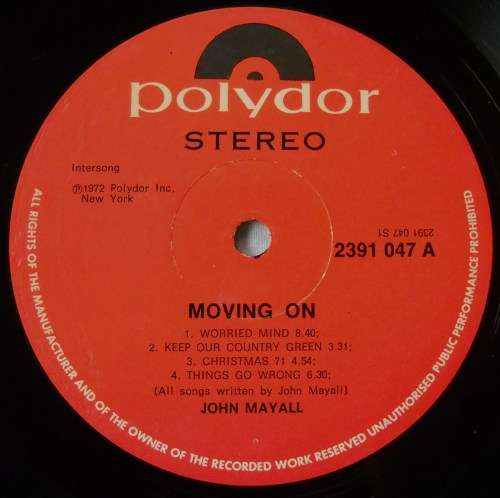 polydor
STEREO
Intersong
Ⓟ1972 Polydor Inc.
New York
2391 047 S1
2391 047 A
MOVING ON
1. WORRIED MIND 8.40;
2. KEEP OUR COUNTRY GREEN 3.31;
3. CHRISTMAS 71 4.54;
4. THINGS GO WRONG 6.30;
(All songs written by John Mayall)
JOHN MAYALL
ALL RIGHTS OF THE MANUFACTURER AND OF THE OWNER OF THE RECORDED WORK RESERVED UNAUTHORISED PUBLIC PERFORMANCE PROHIBITED